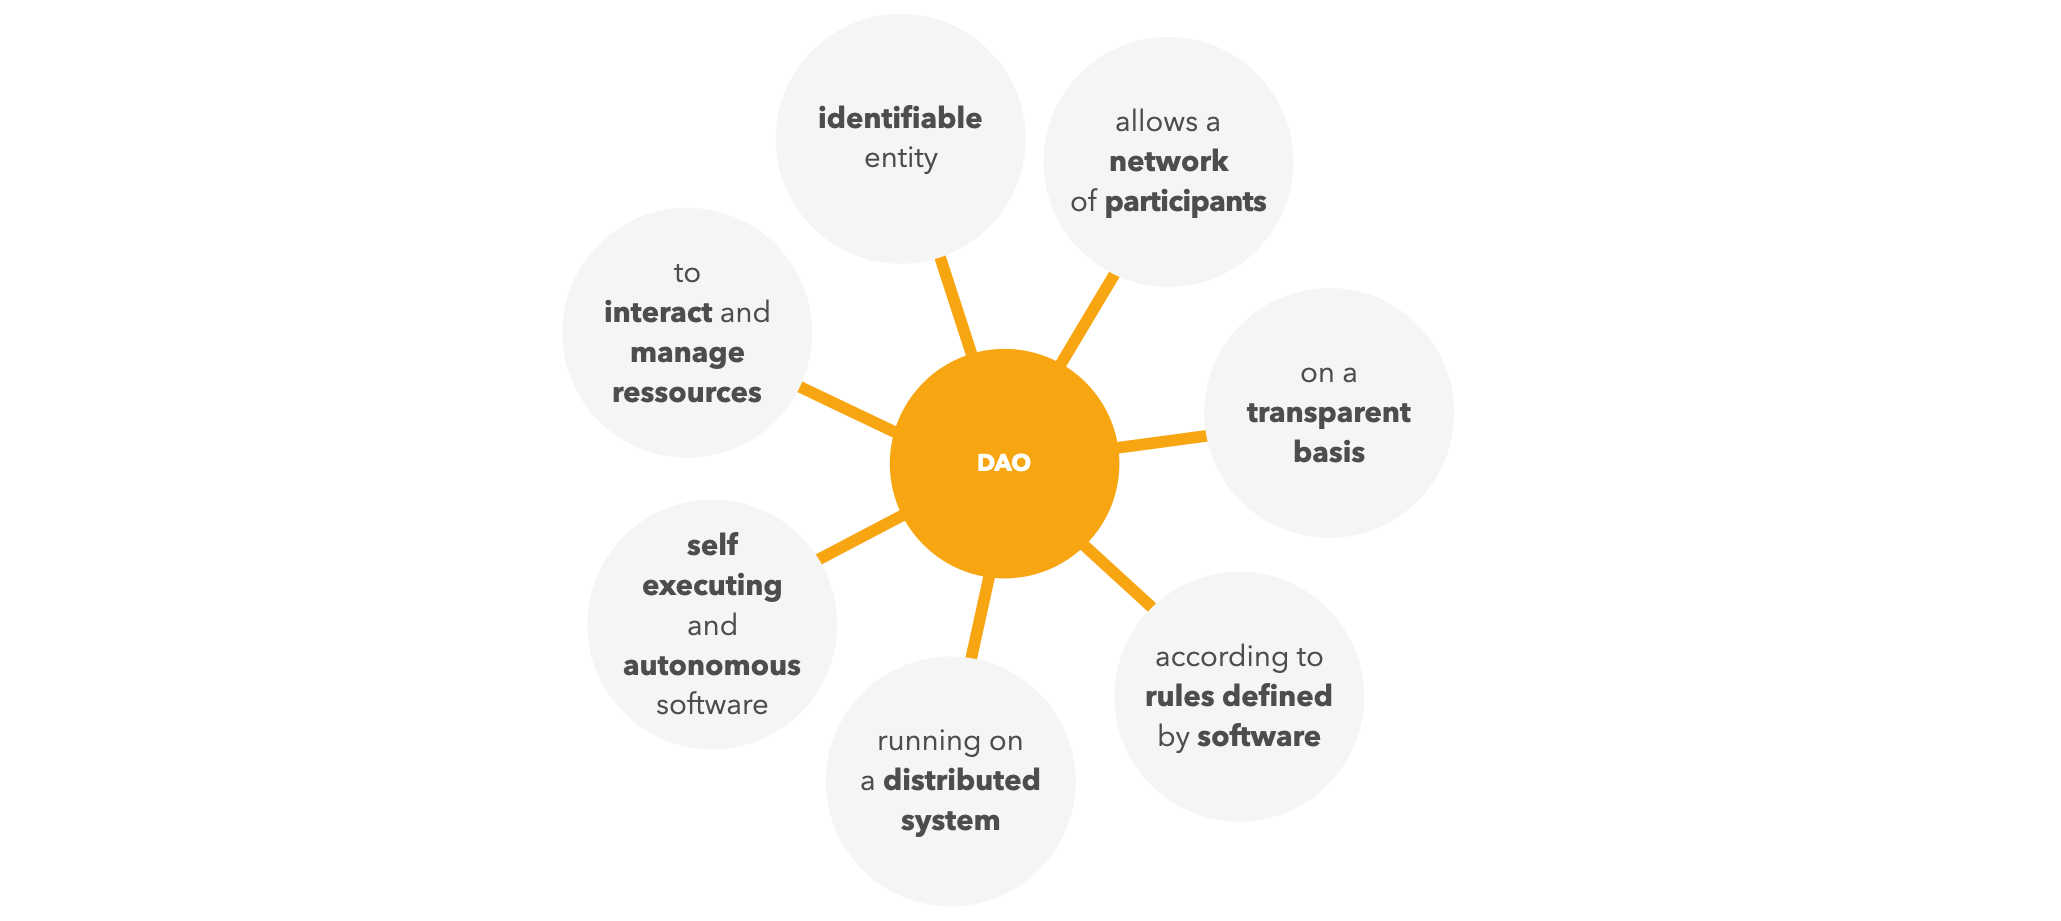 identifiable
entity
allows a
network
of participants
on a
transparent
basis
according to
rules defined
by software
running on
a distributed
system
self
executing
and
autonomous
software
to
interact and
manage
ressources
DAO